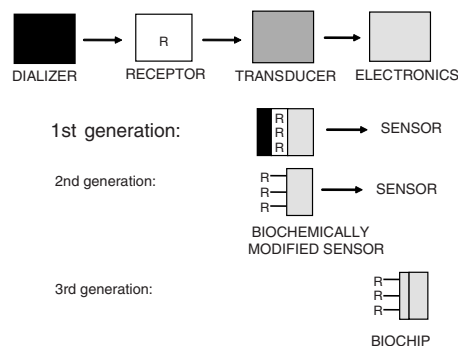 R
DIALIZER RECEPTOR TRANSDUCER ELECTRONICS
1st generation:
R
R
R
SENSOR
2nd generation:
R
R
R
SENSOR
BIOCHEMICALLY
MODIFIED SENSOR
3rd generation:
R
R
R
BIOCHIP